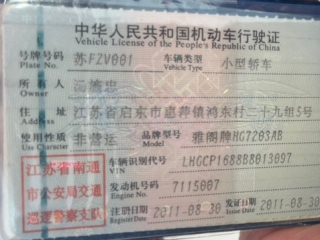 中华人民共和国机动车行驶证
Vehicle License of the People's Republic of China
号牌号码 苏FZV001 车辆类型 小型轿车
Plate No. Vehicle Type
所有人
Owner
住址 江苏省启东市惠萍镇鸿东村二十九组5号
Address
使用性质 非营运 品牌型号 雅阁牌HG7203AB
Use Character Model
江苏省南通
市公安局交通
巡逻警察支队
车辆识别代号 LHGCP1688B8013097
VIN
发动机号码 7115007
Engine No.
注册日期 2011-08-30 发证日期 2011-08-30
Register Date Issue Date